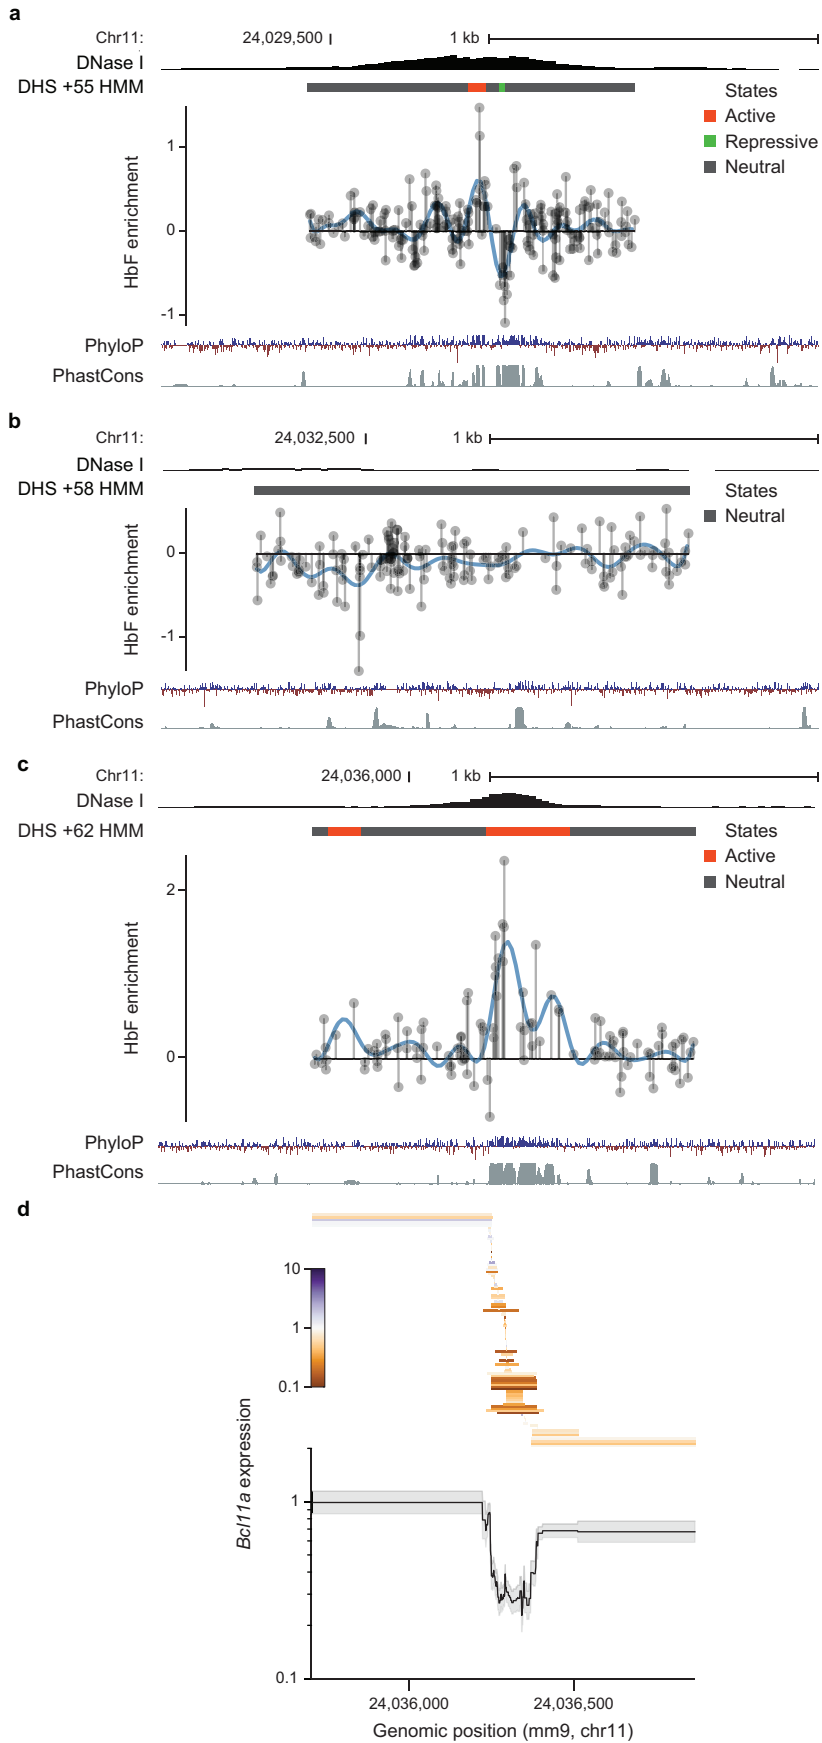 a
Chr11: 24,029,500 1 kb
DNase I
DHS +55 HMM
States
Active
Repressive
Neutral
HbF enrichment
1
0
-1
PhyloP
PhastCons
b
Chr11: 24,032,500 1 kb
DNase I
DHS +58 HMM
States
Neutral
HbF enrichment
0
-1
PhyloP
PhastCons
c
Chr11: 24,036,000 1 kb
DNase I
DHS +62 HMM
States
Active
Neutral
HbF enrichment
2
0
PhyloP
PhastCons
d
10
1
0.1
Bcl11a expression
1
0.1
24,036,000 24,036,500
Genomic position (mm9, chr11)